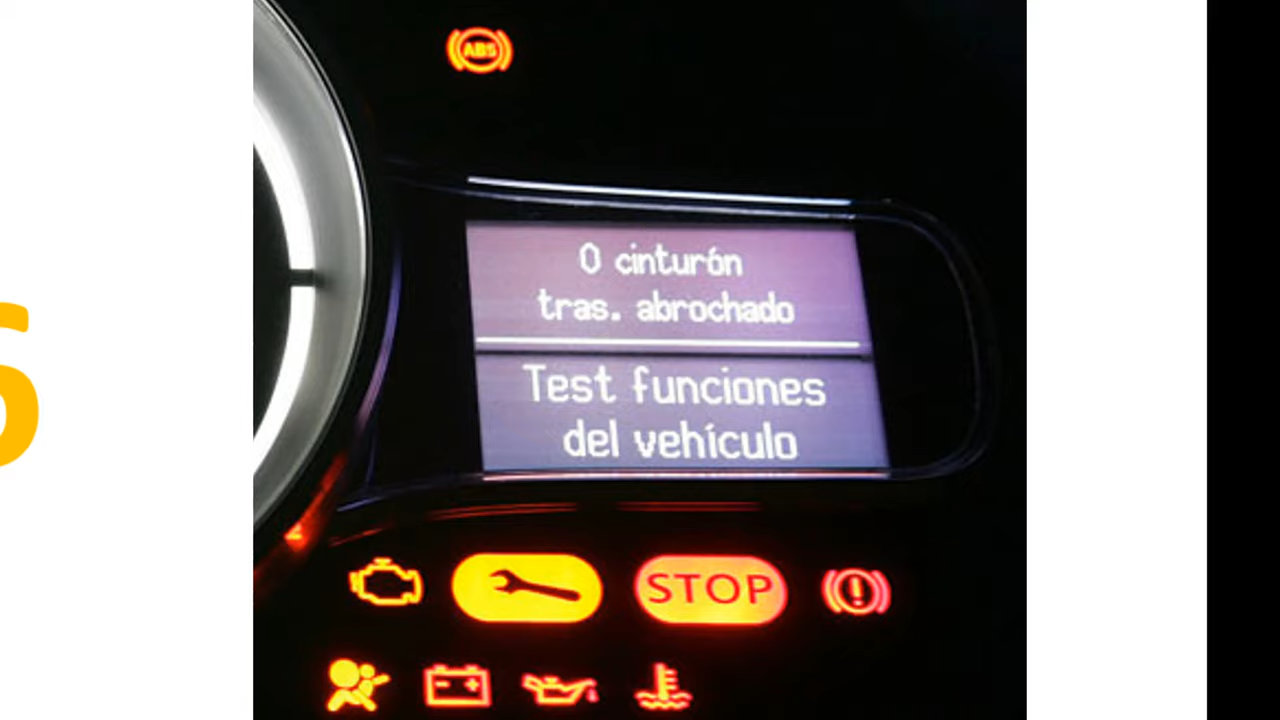 ABS
0 cinturón
tras. abrochado
Test funciones
del vehículo
STOP